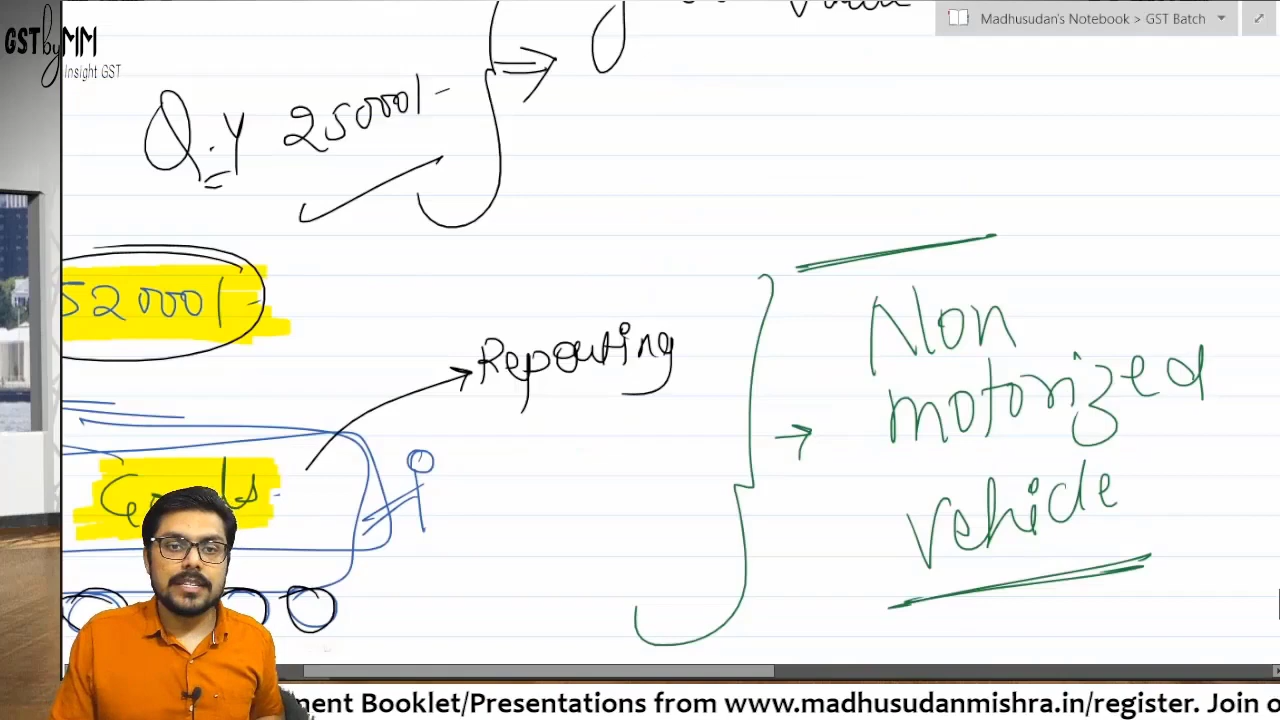 GST by MM
Insight GST
Madhusudan's Notebook > GST Batch
Q.Y 25000/-
52000/-
Reporting
Goods
Non
motorized
vehicle
ment Booklet/Presentations from www.madhusudanmishra.in/register. Join o